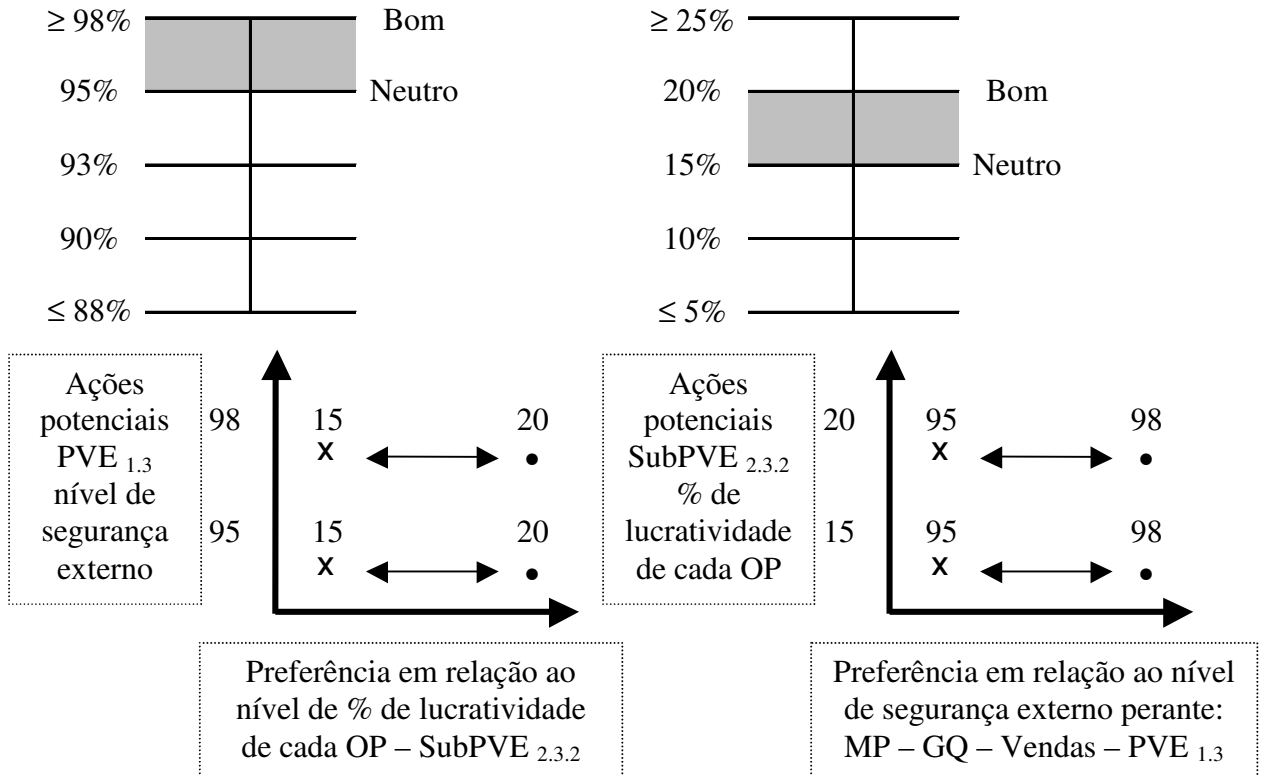 ≥ 98% Bom
95% Neutro
93%
90%
≤ 88%
≥ 25%
20% Bom
15% Neutro
10%
≤ 5%
Ações
potenciais
PVE 1.3
nível de
segurança
externo
98 15 20
x •
95 15 20
x •
Preferência em relação ao
nível de % de lucratividade
de cada OP – SubPVE 2.3.2
Ações
potenciais
SubPVE 2.3.2
% de
lucratividade
de cada OP
20 95 98
x •
15 95 98
x •
Preferência em relação ao nível
de segurança externo perante:
MP – GQ – Vendas – PVE 1.3